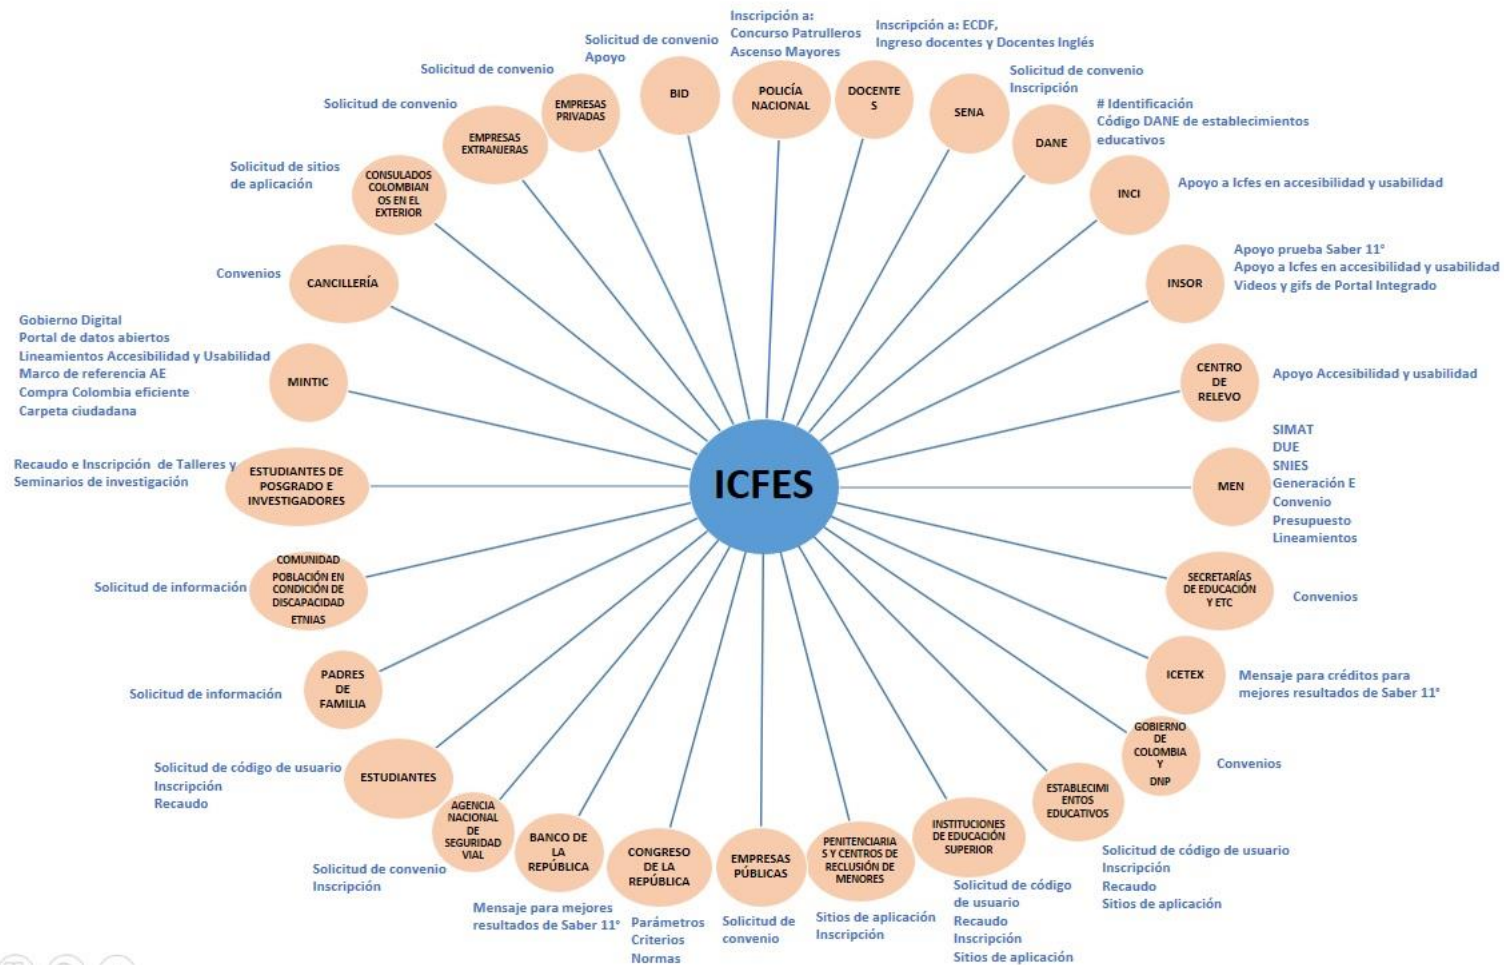 Inscripción a:
Concurso Patrulleros
Ascenso Mayores
POLICÍA
NACIONAL
Inscripción a: ECDF,
Ingreso docentes y Docentes Inglés
DOCENTE
S
Solicitud de convenio
Inscripción
SENA
# Identificación
Código DANE de establecimientos
educativos
DANE
INCI
Apoyo a Icfes en accesibilidad y usabilidad
INSOR
Apoyo prueba Saber 11°
Apoyo a Icfes en accesibilidad y usabilidad
Videos y gifs de Portal Integrado
CENTRO
DE
RELEVO
Apoyo Accesibilidad y usabilidad
MEN
SIMAT
DUE
SNIES
Generación E
Convenio
Presupuesto
Lineamientos
SECRETARÍAS
DE EDUCACIÓN
Y ETC
Convenios
ICETEX
Mensaje para créditos para
mejores resultados de Saber 11°
GOBIERNO
DE
COLOMBIA
Y
DNP
Convenios
ESTABLECIMI
ENTOS
EDUCATIVOS
Solicitud de código de usuario
Inscripción
Recaudo
Sitios de aplicación
INSTITUCIONES
DE EDUCACIÓN
SUPERIOR
Solicitud de código
de usuario
Recaudo
Inscripción
Sitios de aplicación
PENITENCIARIA
S Y CENTROS DE
RECLUSIÓN DE
MENORES
Sitios de aplicación
Inscripción
EMPRESAS
PÚBLICAS
Solicitud de
convenio
CONGRESO
DE LA
REPÚBLICA
Parámetros
Criterios
Normas
BANCO DE
LA
REPÚBLICA
Mensaje para mejores
resultados de Saber 11°
AGENCIA
NACIONAL
DE
SEGURIDAD
VIAL
Solicitud de convenio
Inscripción
ESTUDIANTES
Solicitud de código de usuario
Inscripción
Recaudo
PADRES
DE
FAMILIA
Solicitud de información
COMUNIDAD
POBLACIÓN EN
CONDICIÓN DE
DISCAPACIDAD
ETNIAS
Solicitud de información
ESTUDIANTES DE
POSGRADO E
INVESTIGADORES
Recaudo e Inscripción de Talleres y
Seminarios de investigación
MINTIC
Gobierno Digital
Portal de datos abiertos
Lineamientos Accesibilidad y Usabilidad
Marco de referencia AE
Compra Colombia eficiente
Carpeta ciudadana
CANCILLERÍA
Convenios
CONSULADOS
COLOMBIAN
OS EN EL
EXTERIOR
Solicitud de sitios
de aplicación
EMPRESAS
EXTRANJERAS
Solicitud de convenio
EMPRESAS
PRIVADAS
Solicitud de convenio
BID
Solicitud de convenio
Apoyo
ICFES